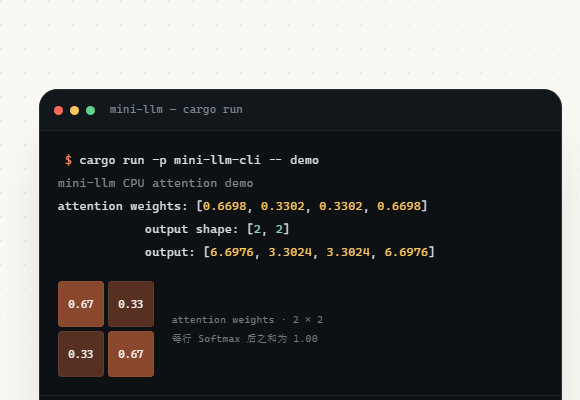 mini-llm — cargo run
$ cargo run -p mini-llm-cli -- demo
mini-llm CPU attention demo
attention weights: [0.6698, 0.3302, 0.3302, 0.6698]
output shape: [2, 2]
output: [6.6976, 3.3024, 3.3024, 6.6976]
0.67 0.33
0.33 0.67
attention weights · 2 × 2
每行 Softmax 后之和为 1.00